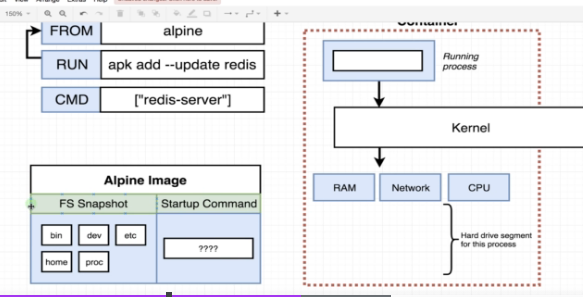 150%
FROM alpine
RUN apk add --update redis
CMD ["redis-server"]
Alpine Image
FS Snapshot Startup Command
bin dev etc
home proc
????
Container
Running
process
Kernel
RAM Network CPU
Hard drive segment
for this process